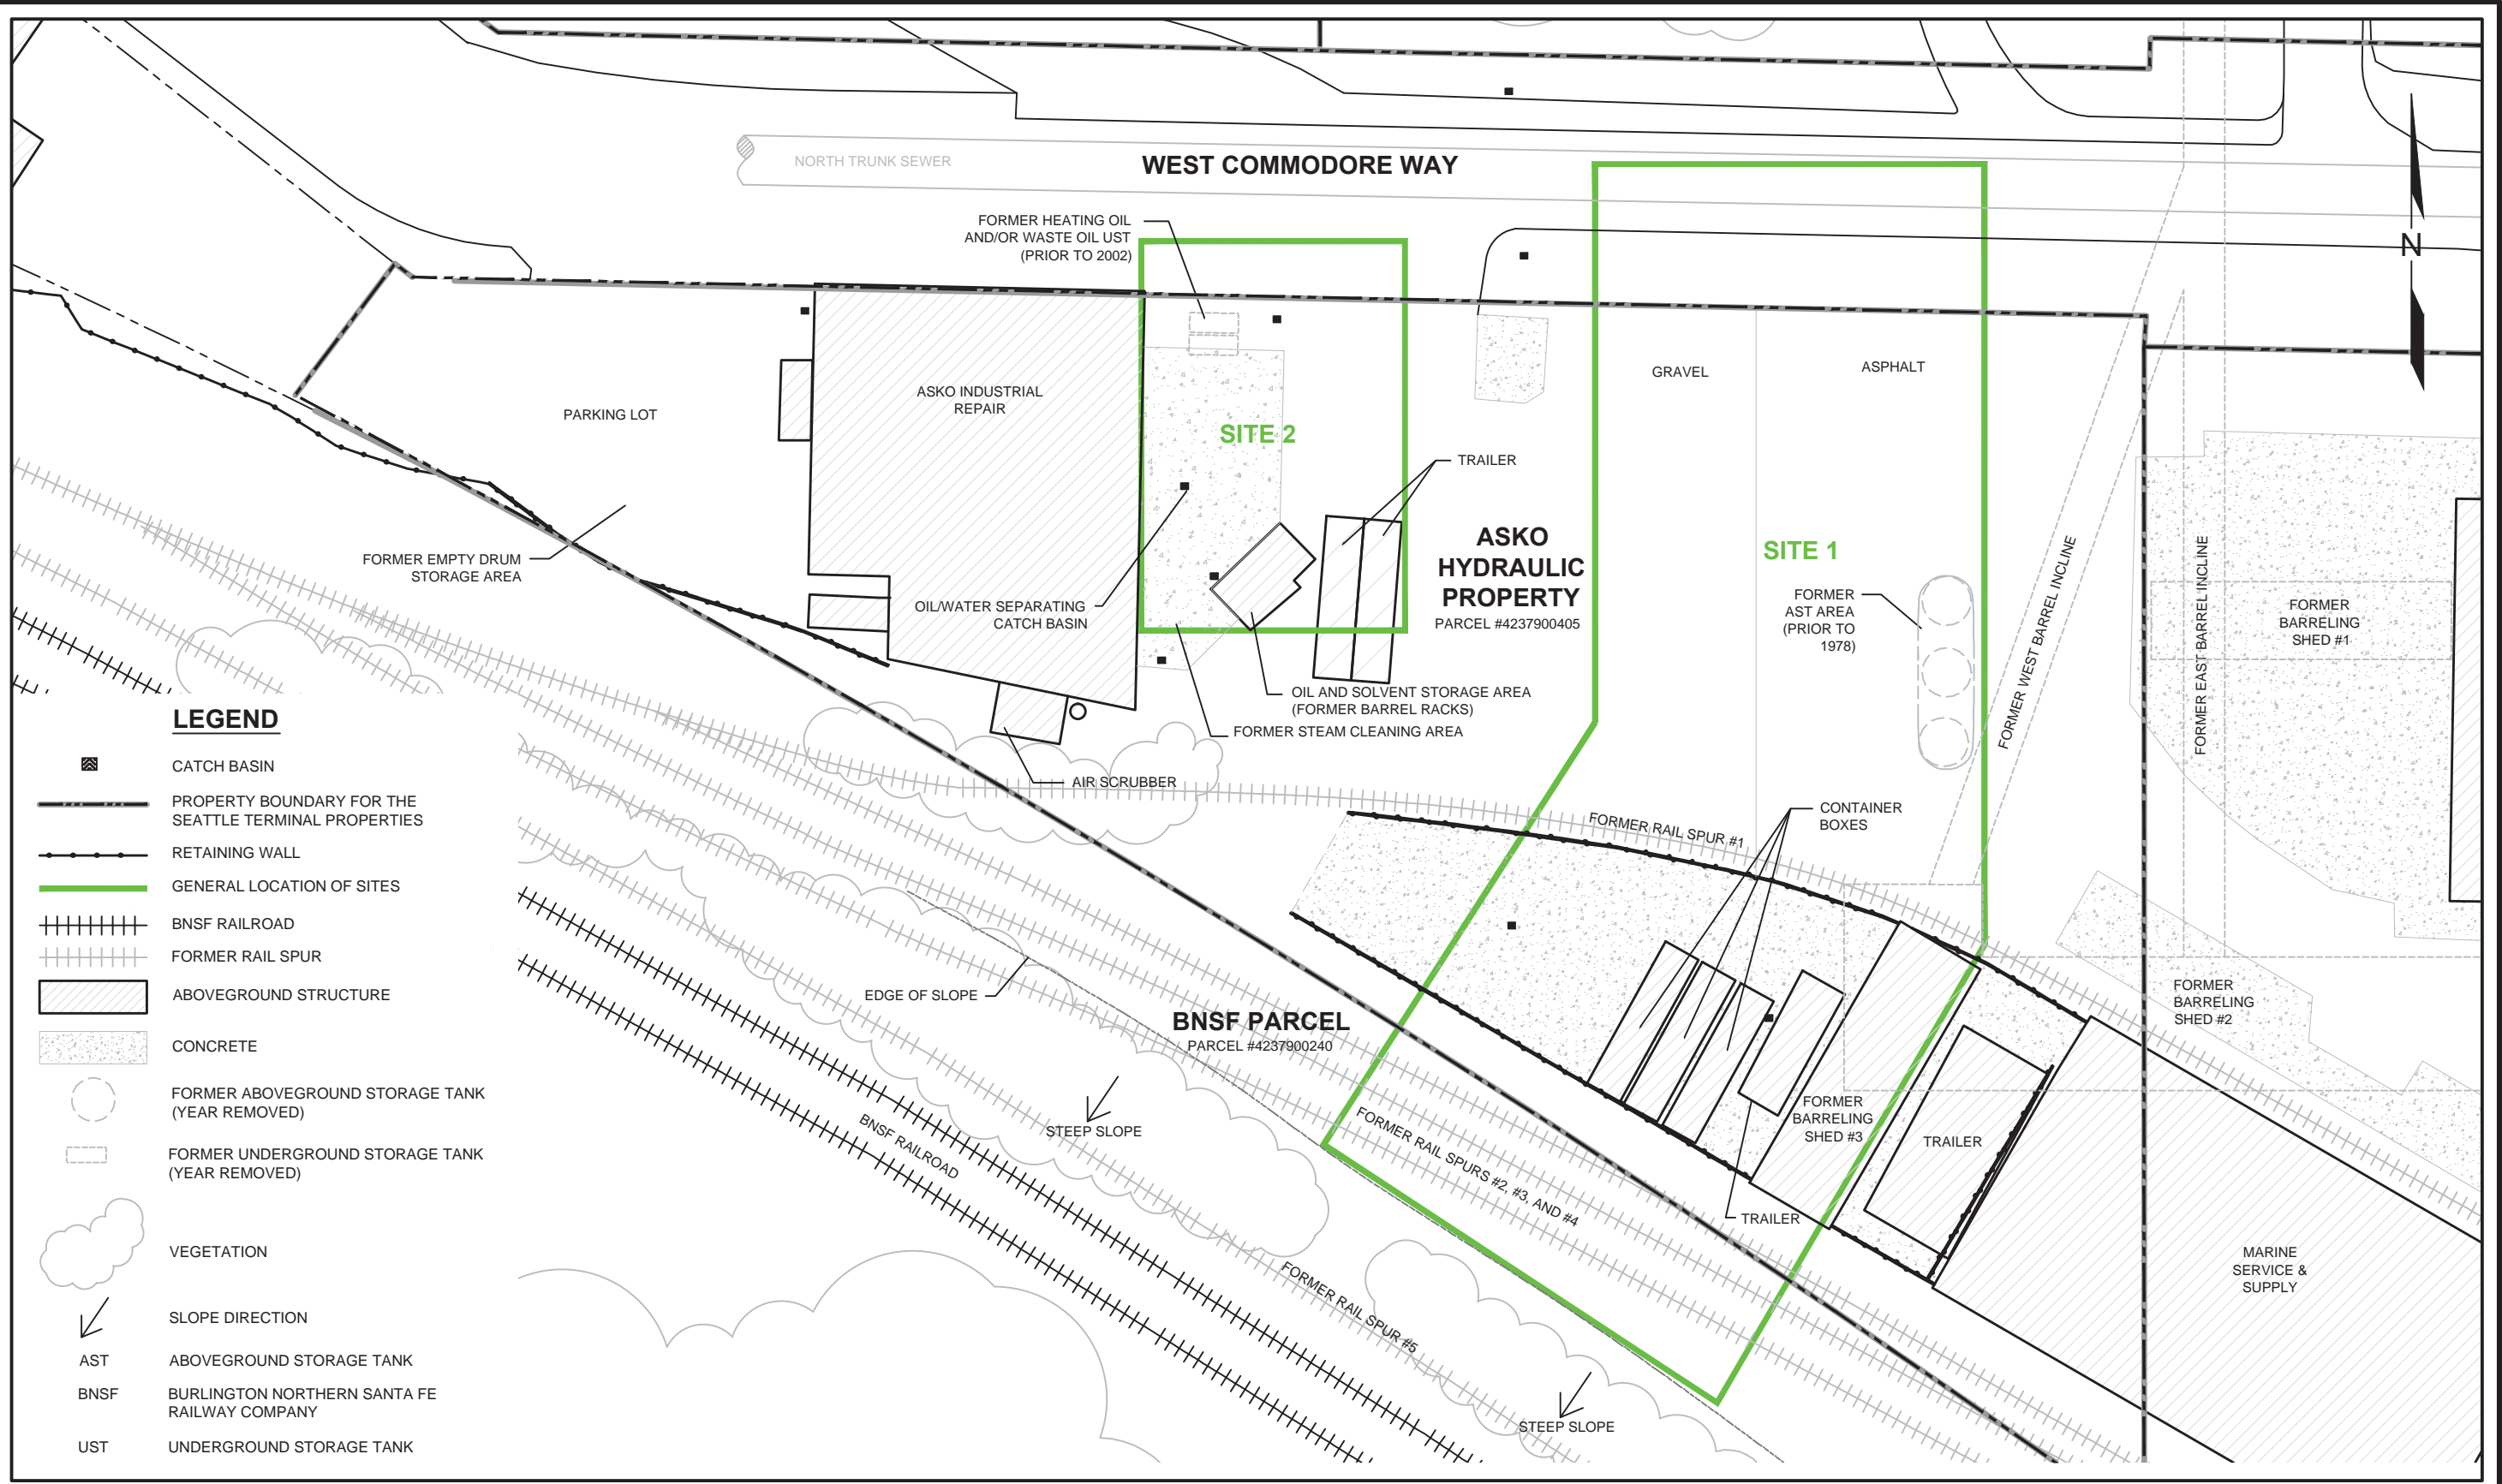 NORTH TRUNK SEWER
WEST COMMODORE WAY
FORMER HEATING OIL
AND/OR WASTE OIL UST
(PRIOR TO 2002)
N
PARKING LOT
ASKO INDUSTRIAL
REPAIR
SITE 2
TRAILER
GRAVEL
ASPHALT
ASKO
HYDRAULIC
PROPERTY
PARCEL #4237900405
SITE 1
FORMER
AST AREA
(PRIOR TO
1978)
FORMER WEST BARREL INCLINE
FORMER EAST BARREL INCLINE
FORMER
BARRELING
SHED #1
FORMER EMPTY DRUM
STORAGE AREA
OIL/WATER SEPARATING
CATCH BASIN
OIL AND SOLVENT STORAGE AREA
(FORMER BARREL RACKS)
FORMER STEAM CLEANING AREA
AIR SCRUBBER
FORMER RAIL SPUR #1
CONTAINER
BOXES
EDGE OF SLOPE
BNSF PARCEL
PARCEL #4237900240
STEEP SLOPE
BNSF RAILROAD
FORMER RAIL SPURS #2, #3, AND #4
FORMER RAIL SPUR #5
STEEP SLOPE
FORMER
BARRELING
SHED #3
TRAILER
TRAILER
FORMER
BARRELING
SHED #2
MARINE
SERVICE &
SUPPLY
LEGEND
CATCH BASIN
PROPERTY BOUNDARY FOR THE
SEATTLE TERMINAL PROPERTIES
RETAINING WALL
GENERAL LOCATION OF SITES
BNSF RAILROAD
FORMER RAIL SPUR
ABOVEGROUND STRUCTURE
CONCRETE
FORMER ABOVEGROUND STORAGE TANK
(YEAR REMOVED)
FORMER UNDERGROUND STORAGE TANK
(YEAR REMOVED)
VEGETATION
SLOPE DIRECTION
AST ABOVEGROUND STORAGE TANK
BNSF BURLINGTON NORTHERN SANTA FE
RAILWAY COMPANY
UST UNDERGROUND STORAGE TANK